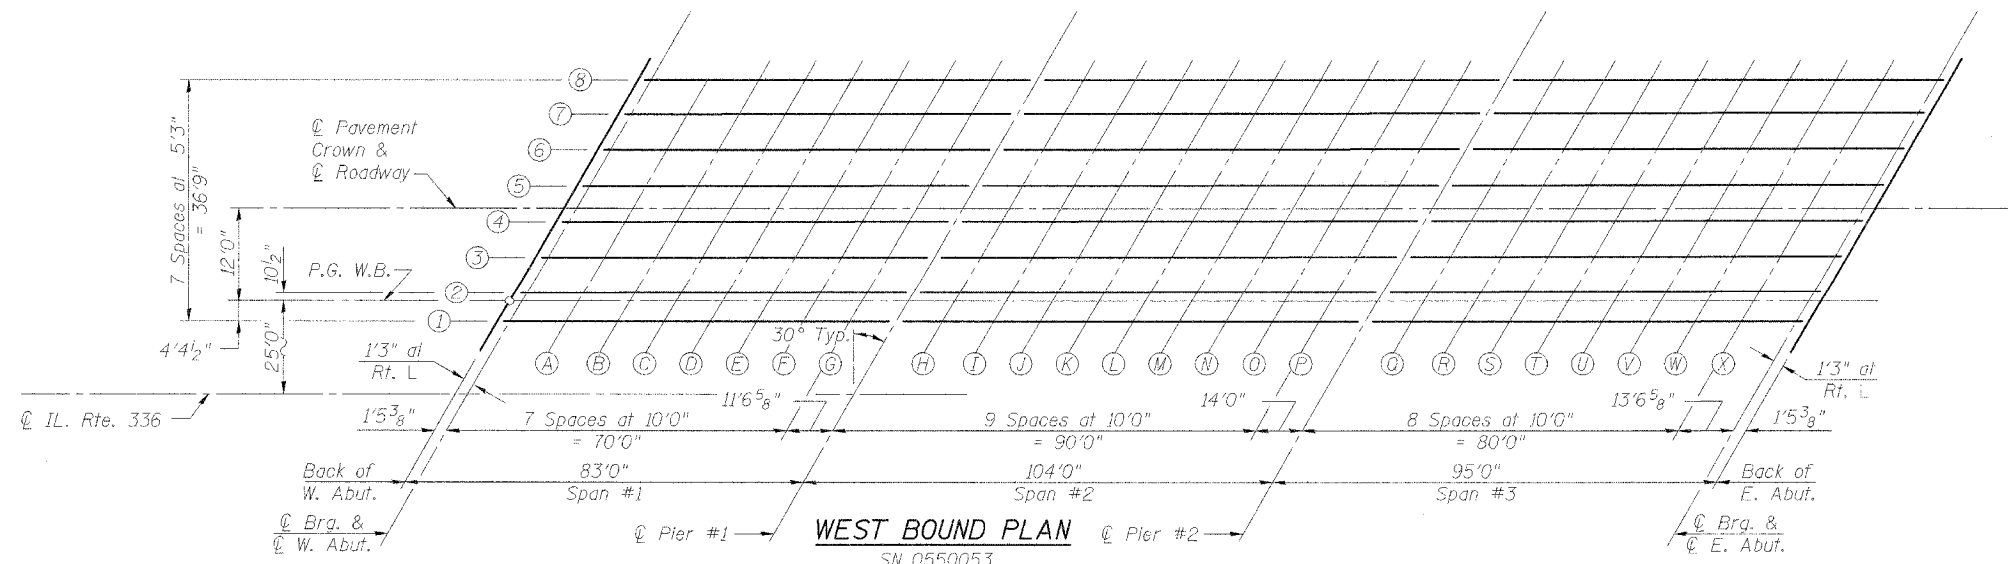 8
7
6
5
4
3
2
1
7 Spaces at 5'3"
= 36'9"
℄ Pavement
Crown &
℄ Roadway
12'0"
10½"
P.G. W.B.
4'4½"
25'0"
1'3" at
Rt. L
30° Typ.
A B C D E F G H I J K L M N O P Q R S T U V W X
1'3" at
Rt. L
℄ IL. Rte. 336
1'5⅜"
7 Spaces at 10'0"
= 70'0"
11'6⅝"
9 Spaces at 10'0"
= 90'0"
14'0"
8 Spaces at 10'0"
= 80'0"
13'6⅝"
1'5⅜"
Back of
W. Abut.
83'0"
Span #1
104'0"
Span #2
95'0"
Span #3
Back of
E. Abut.
℄ Brg. &
℄ W. Abut.
℄ Pier #1
WEST BOUND PLAN
SN 0550053
℄ Pier #2
℄ Brg. &
℄ E. Abut.